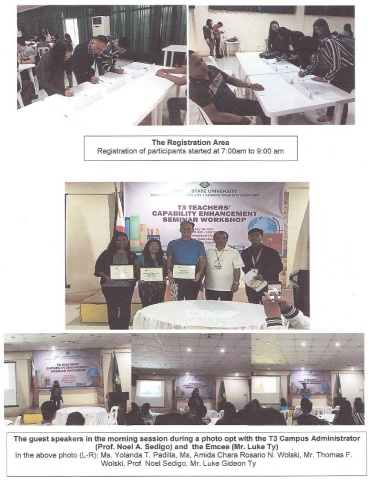 The Registration Area
Registration of participants started at 7:00am to 9:00 am
STATE UNIVERSITY
T3 TEACHERS'
CAPABILITY ENHANCEMENT
SEMINAR WORKSHOP
The guest speakers in the morning session during a photo opt with the T3 Campus Administrator
(Prof. Noel A. Sedigo) and the Emcee (Mr. Luke Ty)
In the above photo (L-R): Ms. Yolanda T. Padilla, Ms, Amida Chara Rosario N. Wolski, Mr. Thomas F.
Wolski, Prof. Noel Sedigo, Mr. Luke Gideon Ty